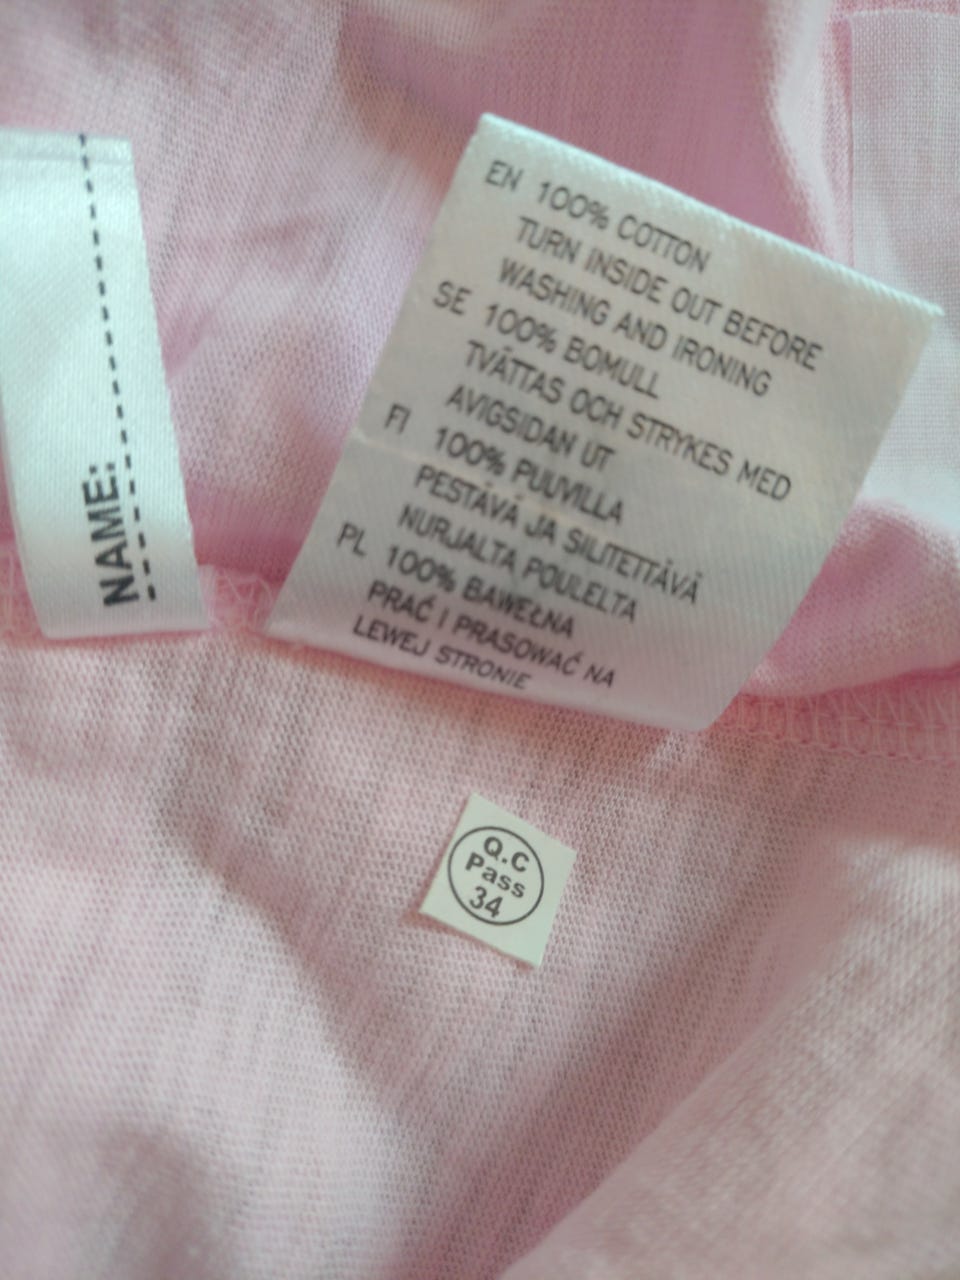 NAME:
EN 100% COTTON
TURN INSIDE OUT BEFORE
WASHING AND IRONING
SE 100% BOMULL
TVÄTTAS OCH STRYKES MED
AVIGSIDAN UT
FI 100% PUUVILLA
PESTÄVÄ JA SILITETTÄVÄ
NURJALTA POULELTA
PL 100% BAWEŁNA
PRAĆ I PRASOWAĆ NA
LEWEJ STRONIE
Q.C
Pass
34